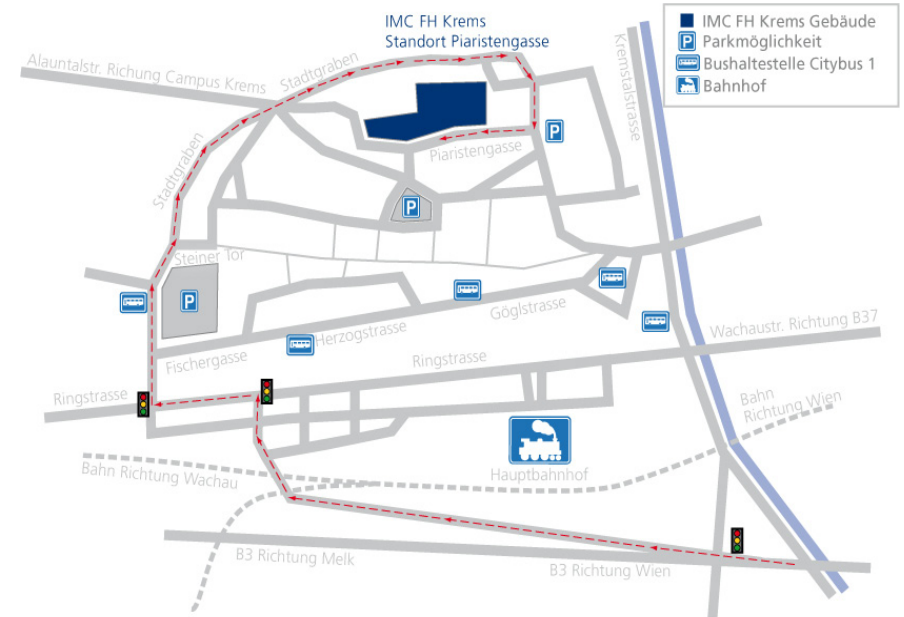 IMC FH Krems
Standort Piaristengasse
IMC FH Krems Gebäude
P Parkmöglichkeit
Bushaltestelle Citybus 1
Bahnhof
Alauntalstr. Richung Campus Krems
Stadtgraben
Kremstalstrasse
P
Piaristengasse
Stadtgraben
P
Steiner Tor
P
Göglstrasse
Herzogstrasse
Fischergasse
Wachaustr. Richtung B37
Ringstrasse
Ringstrasse
Bahn
Richtung Wien
Hauptbahnhof
Bahn Richtung Wachau
B3 Richtung Melk
B3 Richtung Wien